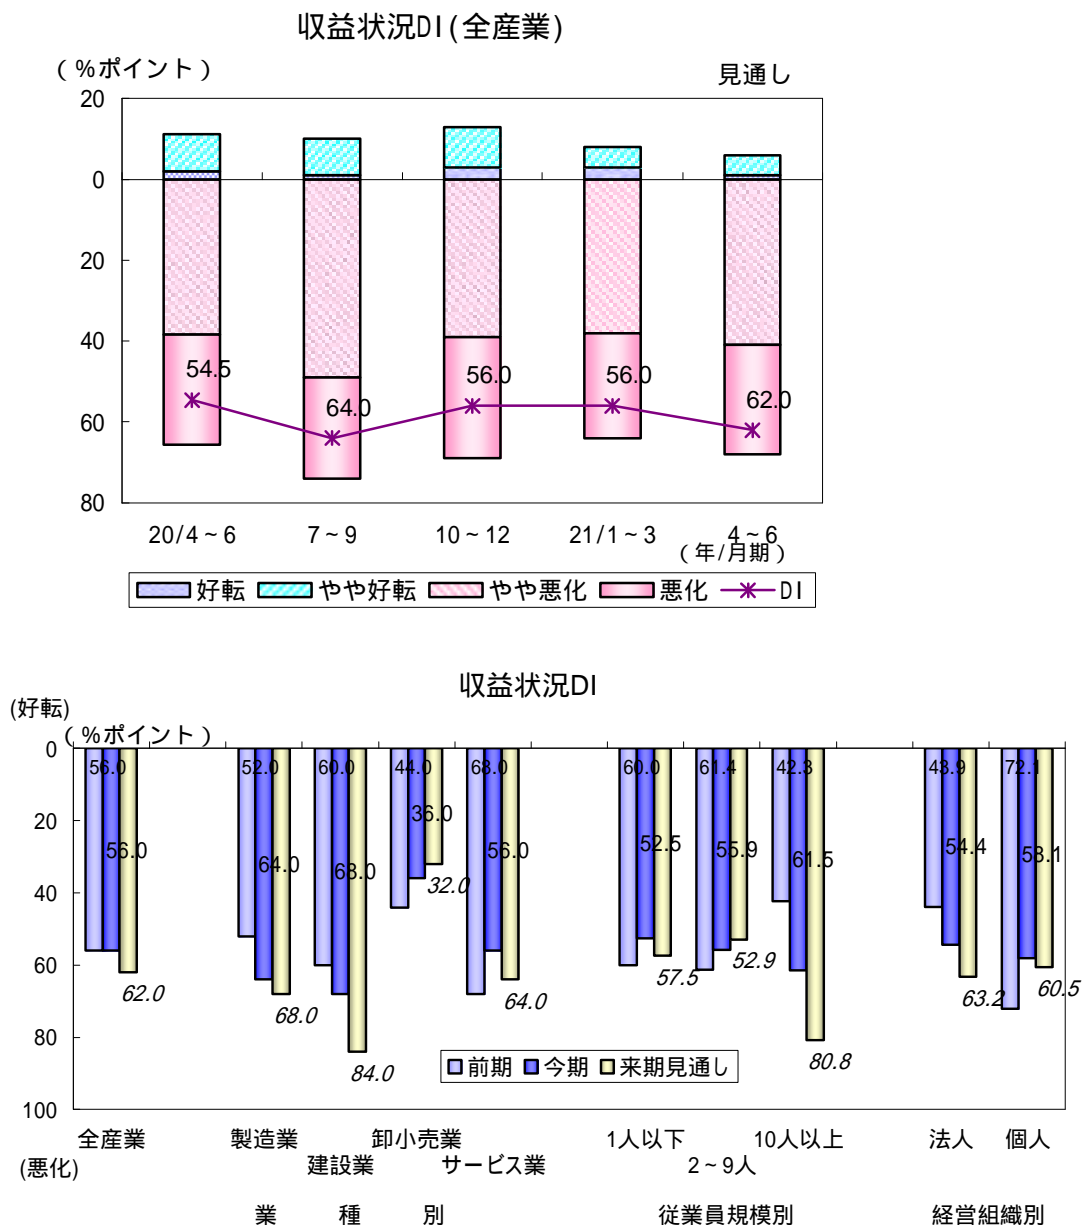 収益状況DI(全産業)
(%ポイント)
見通し
20
0
20
40
60
80
54.5
64.0
56.0
56.0
62.0
20/4~6
7~9
10~12
21/1~3
4~6
(年/月期)
好転 やや好転 やや悪化 悪化 DI
収益状況DI
(好転)
(%ポイント)
0
20
40
60
80
100
56.0 52.0 60.0 44.0 68.0 60.0 61.4 42.3 43.9 72.1
56.0 64.0 68.0 36.0 56.0 52.5 55.9 61.5 54.4 58.1
62.0 68.0 84.0 32.0 64.0 57.5 52.9 80.8 63.2 60.5
前期 今期 来期見通し
全産業 製造業 卸小売業 1人以下 10人以上 法人 個人
(悪化) 建設業 サービス業 2~9人
業種別 従業員規模別 経営組織別